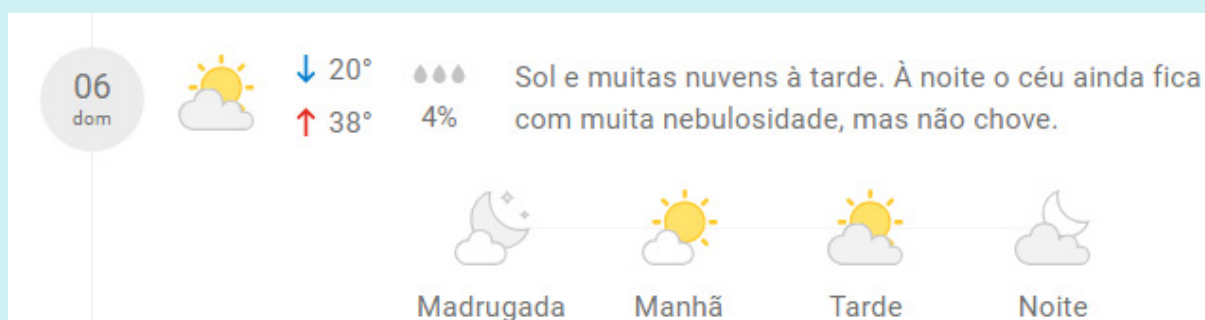 06
dom
↓ 20°
↑ 38°
4%
Sol e muitas nuvens à tarde. À noite o céu ainda fica
com muita nebulosidade, mas não chove.
Madrugada Manhã Tarde Noite